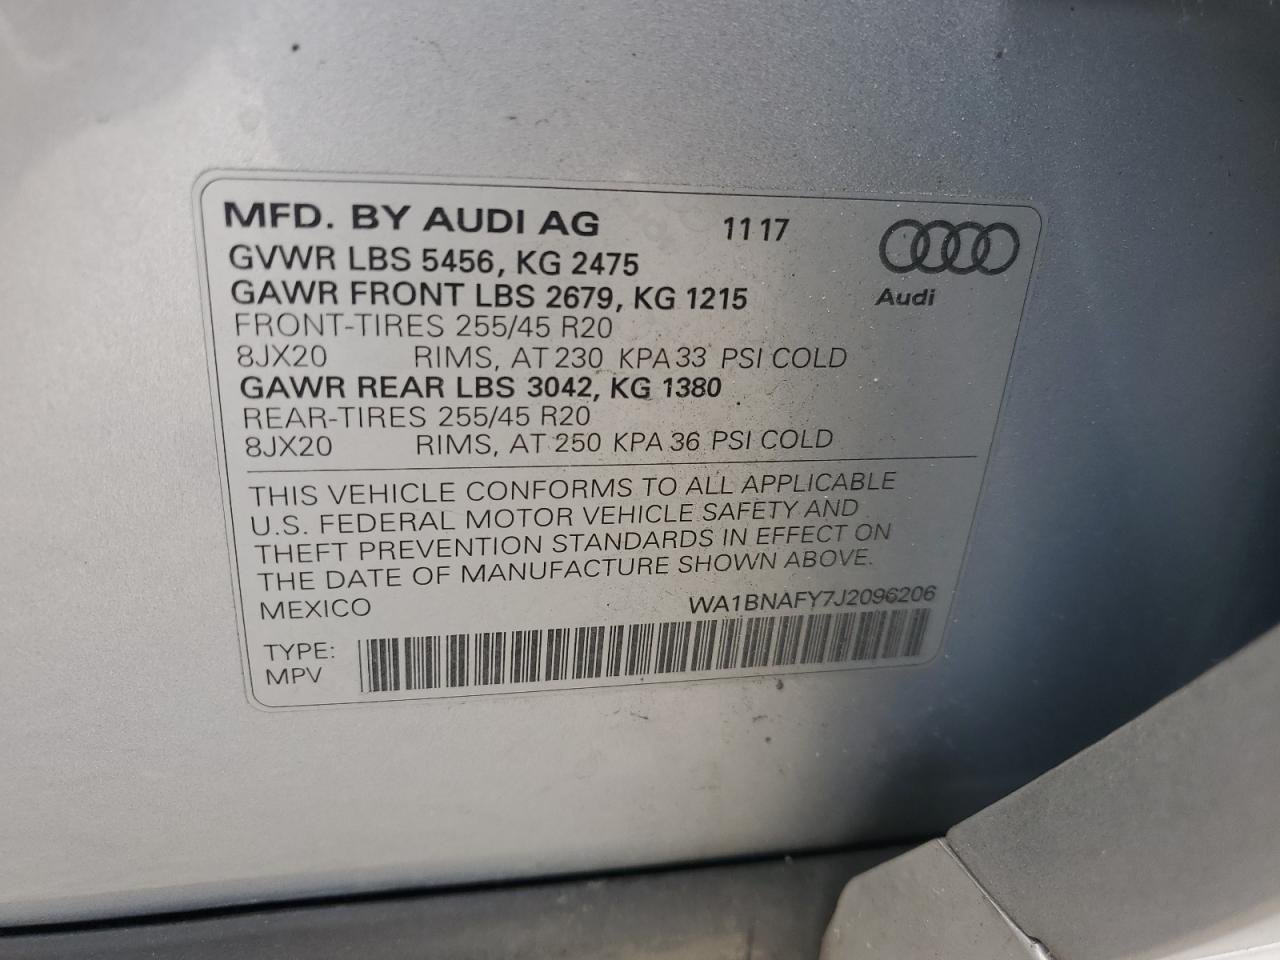 MFD. BY AUDI AG 11 17
GVWR LBS 5456, KG 2475
Audi
GAWR FRONT LBS 2679, KG 1215
FRONT-TIRES 255/45 R20
8JX20 RIMS, AT 230 KPA 33 PSI COLD
GAWR REAR LBS 3042, KG 1380
REAR-TIRES 255/45 R20
8JX20 RIMS, AT 250 KPA 36 PSI COLD
THIS VEHICLE CONFORMS TO ALL APPLICABLE
U.S. FEDERAL MOTOR VEHICLE SAFETY AND
THEFT PREVENTION STANDARDS IN EFFECT ON
THE DATE OF MANUFACTURE SHOWN ABOVE.
MEXICO WA1BNAFY7J2096206
TYPE:
MPV